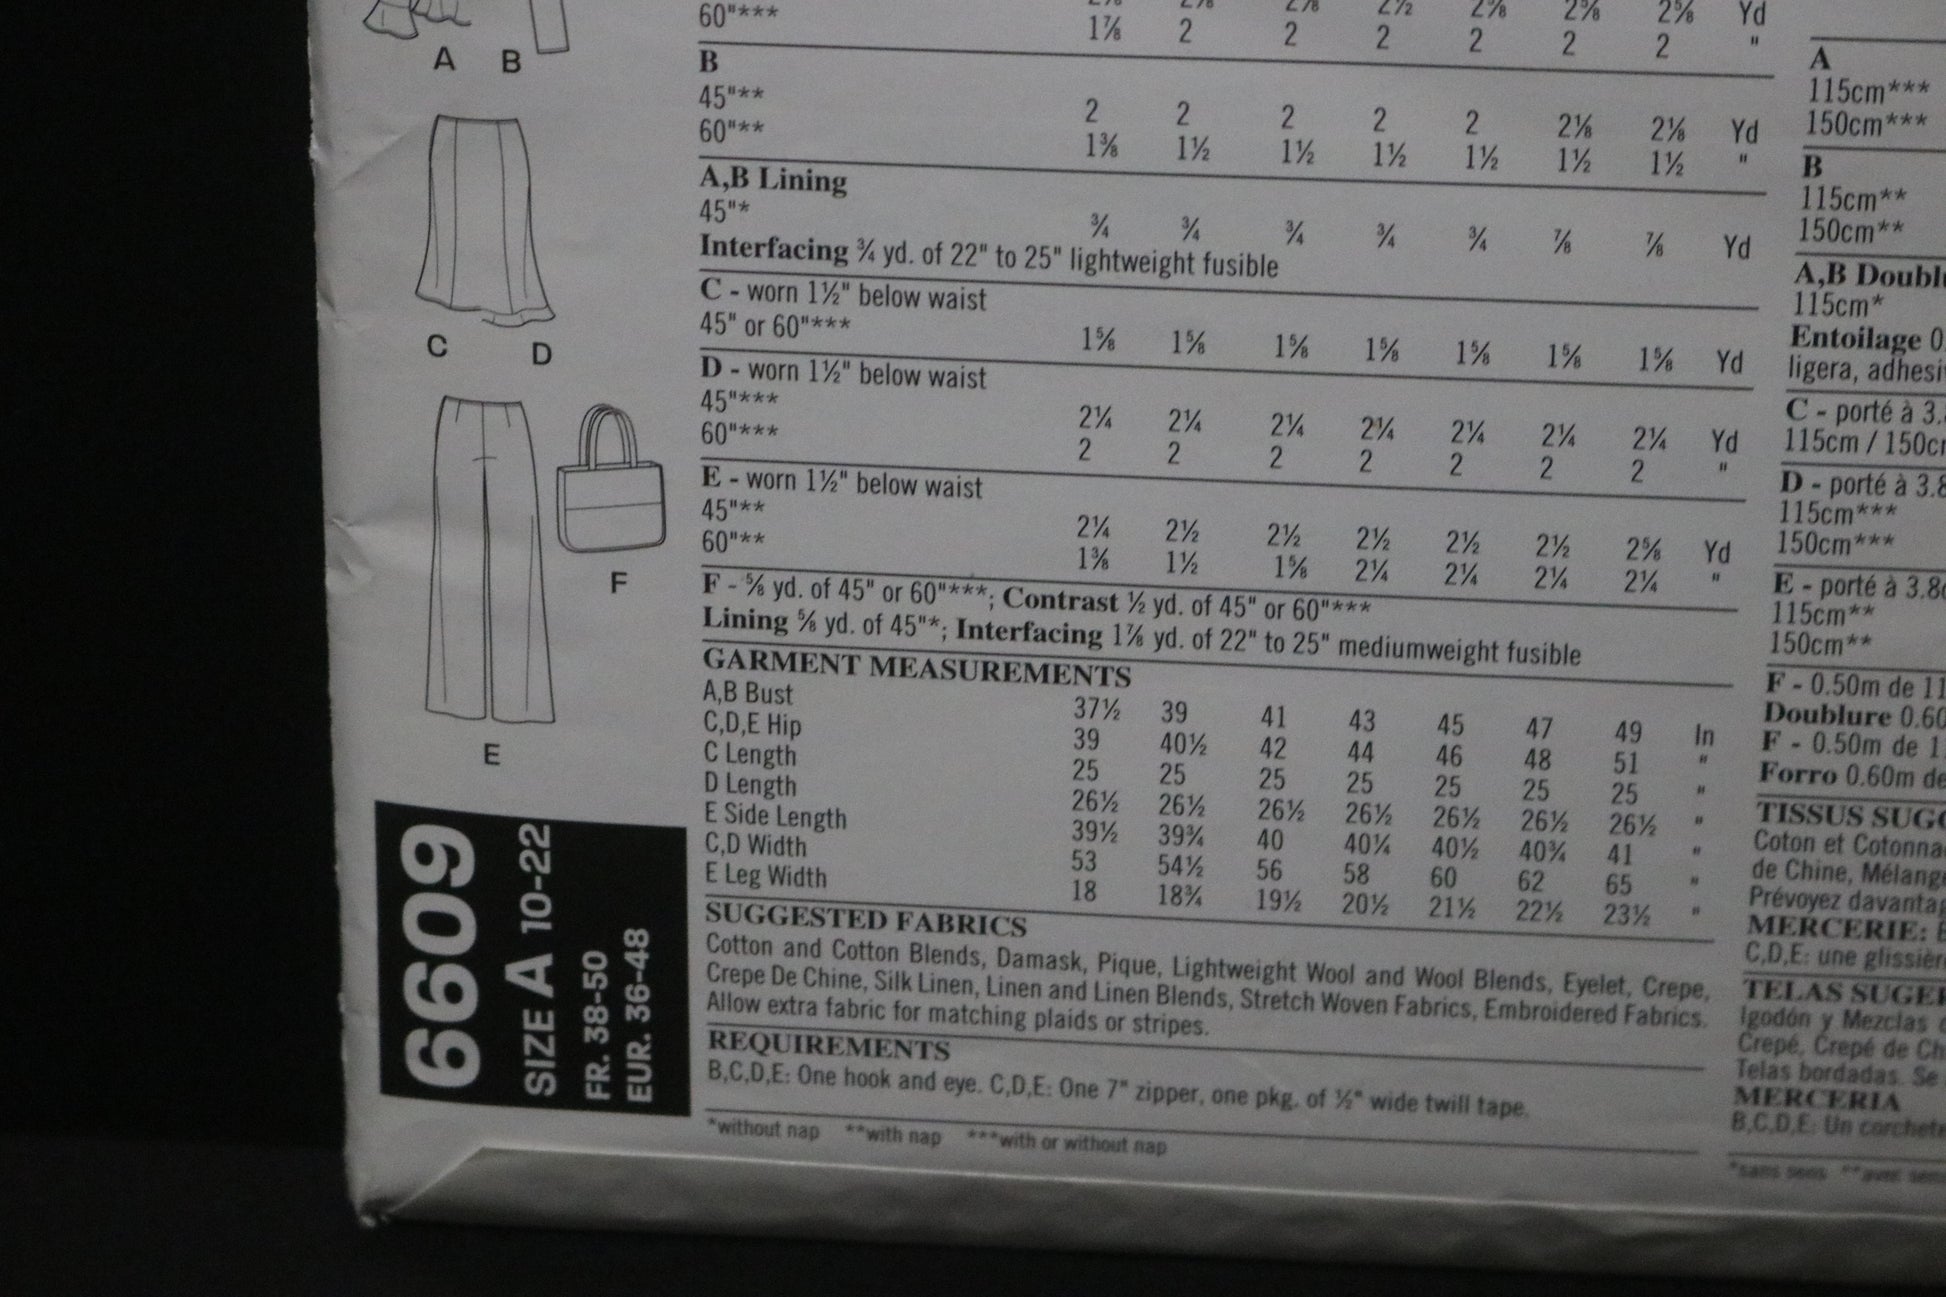 60"*** 1⅞ 2 2 2 2 2 2 "
B
45"** 2 2 2 2 2 2⅛ 2⅛ Yd
60"** 1⅜ 1½ 1½ 1½ 1½ 1½ 1½ "
A,B Lining
45"* ¾ ¾ ¾ ¾ ¾ ⅞ ⅞ Yd
Interfacing ¾ yd. of 22" to 25" lightweight fusible
C - worn 1½" below waist
45" or 60"*** 1⅝ 1⅝ 1⅝ 1⅝ 1⅝ 1⅝ 1⅝ Yd
D - worn 1½" below waist
45"*** 2¼ 2¼ 2¼ 2¼ 2¼ 2¼ 2¼ Yd
60"*** 2 2 2 2 2 2 2 "
E - worn 1½" below waist
45"** 2¼ 2½ 2½ 2½ 2½ 2½ 2⅝ Yd
60"** 1⅜ 1½ 1⅝ 2¼ 2¼ 2¼ 2¼ "
F - ⅝ yd. of 45" or 60"***; Contrast ½ yd. of 45" or 60"***
Lining ⅝ yd. of 45"*; Interfacing 1⅞ yd. of 22" to 25" mediumweight fusible
GARMENT MEASUREMENTS
A,B Bust 37½ 39 41 43 45 47 49 In
C,D,E Hip 39 40½ 42 44 46 48 51 "
C Length 25 25 25 25 25 25 25 "
D Length 26½ 26½ 26½ 26½ 26½ 26½ 26½ "
E Side Length 39½ 39¾ 40 40¼ 40½ 40¾ 41 "
C,D Width 53 54½ 56 58 60 62 65 "
E Leg Width 18 18¾ 19½ 20½ 21½ 22½ 23½ "
SUGGESTED FABRICS
Cotton and Cotton Blends, Damask, Pique, Lightweight Wool and Wool Blends, Eyelet, Crepe,
Crepe De Chine, Silk Linen, Linen and Linen Blends, Stretch Woven Fabrics, Embroidered Fabrics.
Allow extra fabric for matching plaids or stripes.
REQUIREMENTS
B,C,D,E: One hook and eye. C,D,E: One 7" zipper, one pkg. of ½" wide twill tape.
*without nap **with nap ***with or without nap
A B
C D
E
F
6609
SIZE A 10-22
FR. 38-50
EUR. 36-48
A
115cm***
150cm***
B
115cm**
150cm**
A,B
115cm*
Entoilage
ligera,
C - porté à
115cm /
D - porté à
115cm***
150cm***
E - porté à
115cm**
150cm**
F - 0.50m de
Doublure
F - 0.50m de
Forro
TISSUS
Coton et
de Chine,
Prévoyez
MERCERIE:
C,D,E: une
TELAS
y Mezclas
Crepé, Crepé de
Telas bordadas. Se
MERCERIA
B,C,D,E: Un
*sans sens